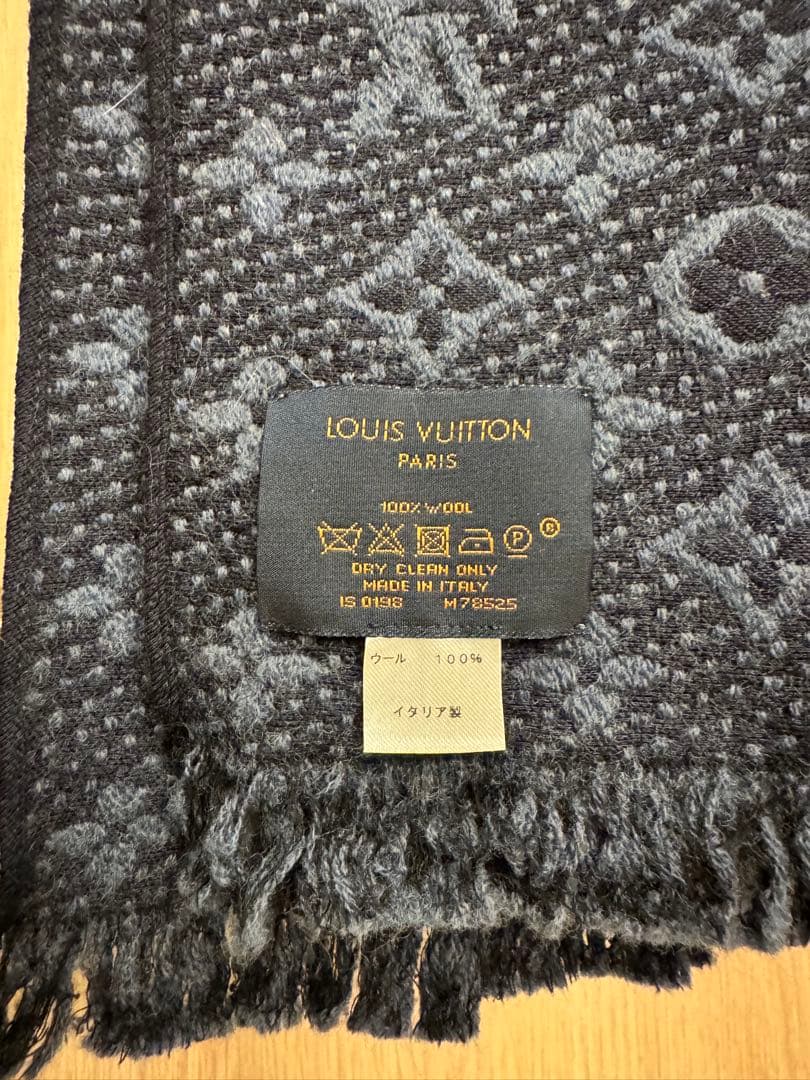 LOUIS VUITTON
PARIS
100% WOOL
P ®
DRY CLEAN ONLY
MADE IN ITALY
IS 0198 M78525
ウール 100%
イタリア製